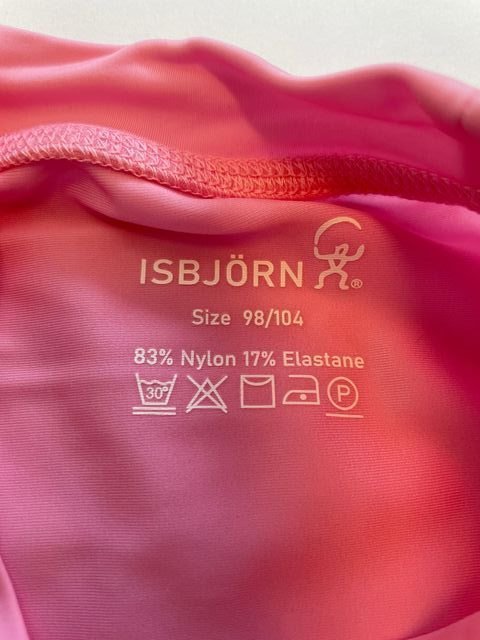 ISBJÖRN ®
Size 98/104
83% Nylon 17% Elastane
30° P